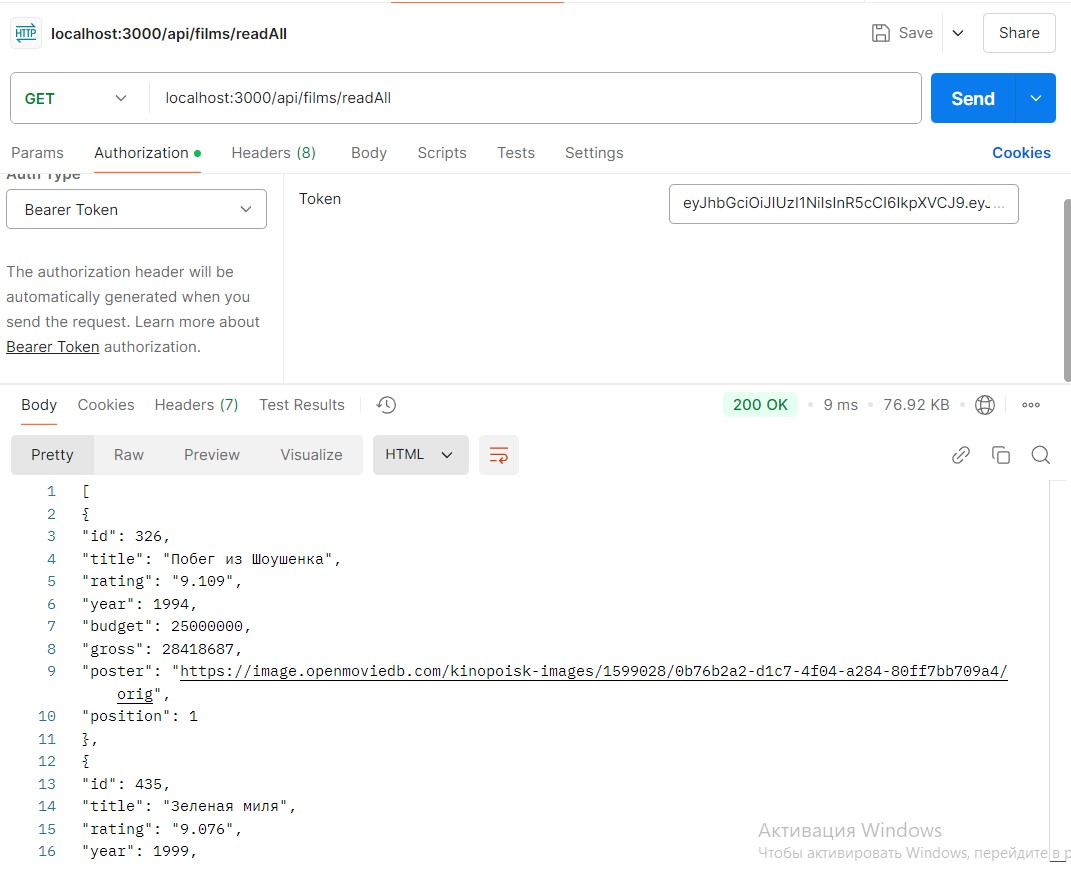 HTTP localhost:3000/api/films/readAll Save Share
GET localhost:3000/api/films/readAll Send
Params Authorization Headers (8) Body Scripts Tests Settings Cookies
Auth Type
Bearer Token
Token
eyJhbGciOiJIUzI1NiIsInR5cCI6IkpXVCJ9.ey...
The authorization header will be
automatically generated when you
send the request. Learn more about
Bearer Token authorization.
Body Cookies Headers (7) Test Results 200 OK • 9 ms • 76.92 KB •
Pretty Raw Preview Visualize HTML
1 [
2 {
3 "id": 326,
4 "title": "Побег из Шоушенка",
5 "rating": "9.109",
6 "year": 1994,
7 "budget": 25000000,
8 "gross": 28418687,
9 "poster": "https://image.openmoviedb.com/kinopoisk-images/1599028/0b76b2a2-d1c7-4f04-a284-80ff7bb709a4/
orig",
10 "position": 1
11 },
12 {
13 "id": 435,
14 "title": "Зеленая миля",
15 "rating": "9.076",
16 "year": 1999,
Активация Windows
Чтобы активировать Windows, перейдите в